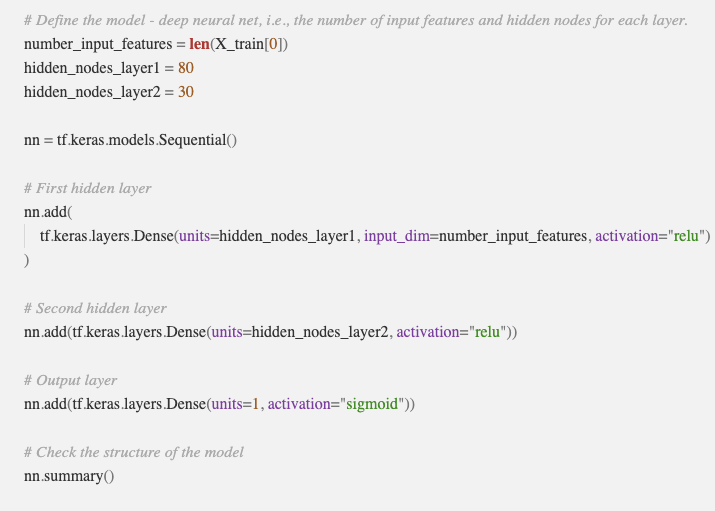 # Define the model - deep neural net, i.e., the number of input features and hidden nodes for each layer.
number_input_features = len(X_train[0])
hidden_nodes_layer1 = 80
hidden_nodes_layer2 = 30
nn = tf.keras.models.Sequential()
# First hidden layer
nn.add(
tf.keras.layers.Dense(units=hidden_nodes_layer1, input_dim=number_input_features, activation="relu")
)
# Second hidden layer
nn.add(tf.keras.layers.Dense(units=hidden_nodes_layer2, activation="relu"))
# Output layer
nn.add(tf.keras.layers.Dense(units=1, activation="sigmoid"))
# Check the structure of the model
nn.summary()